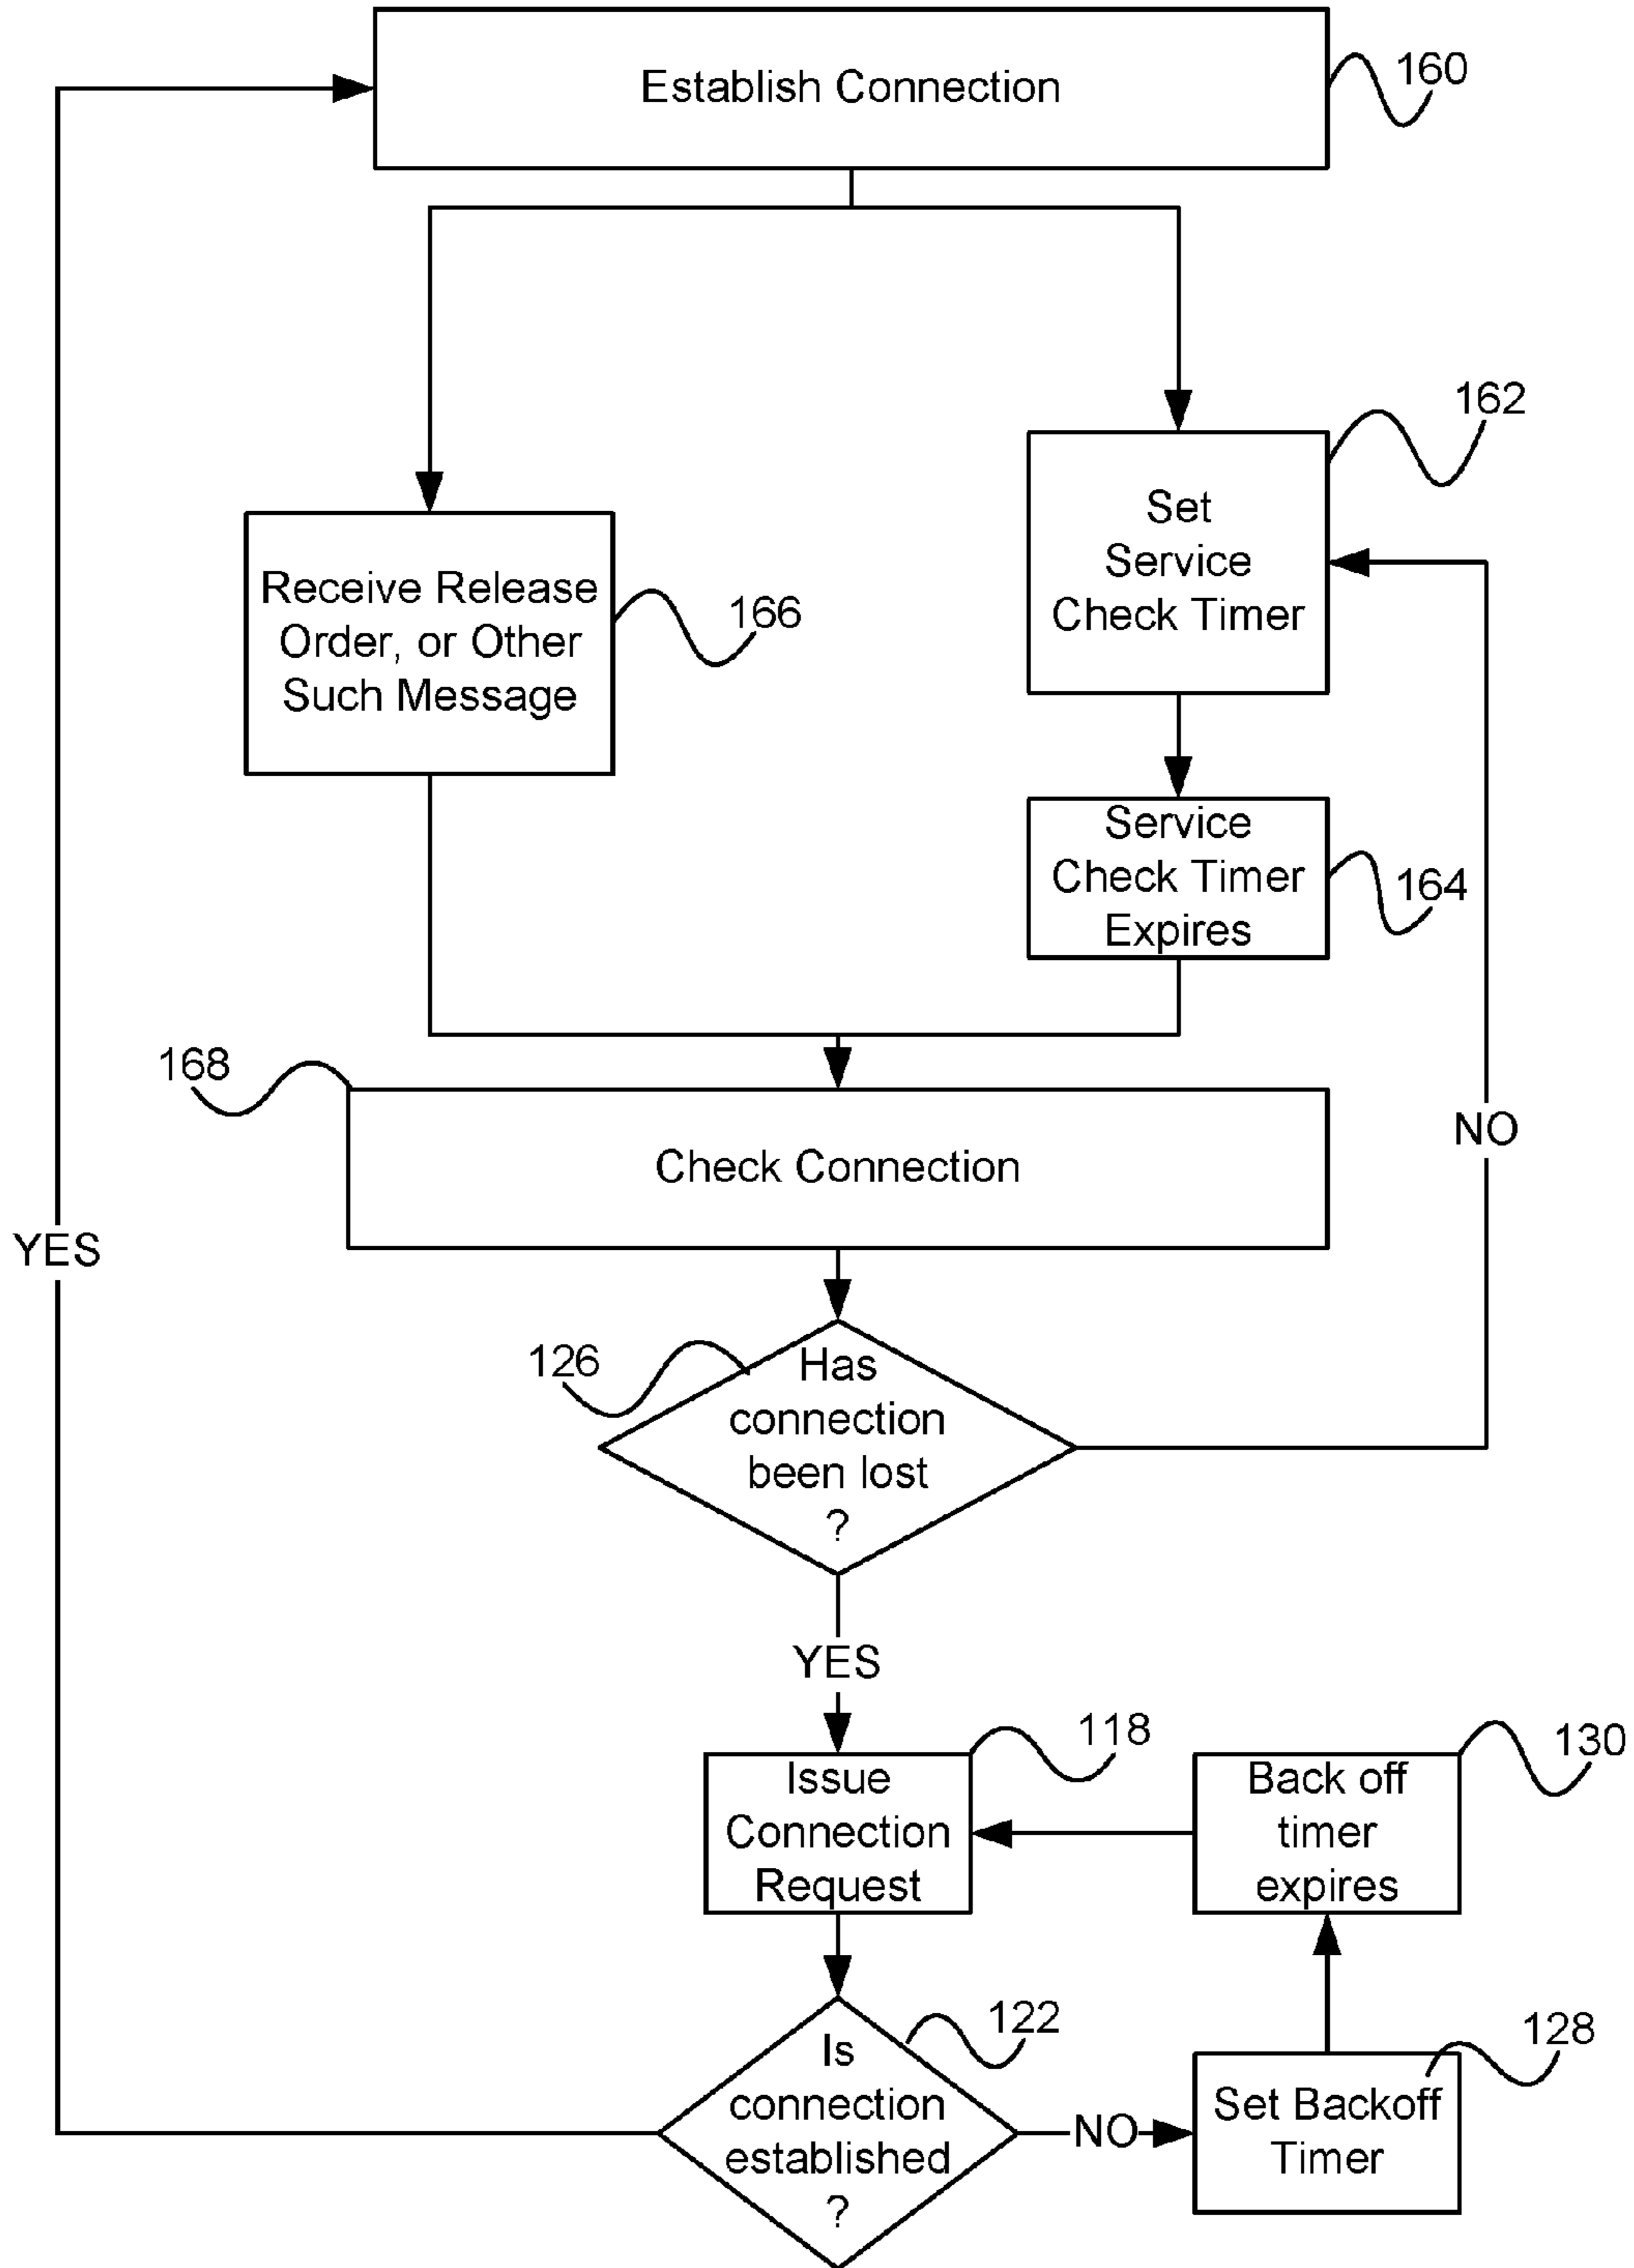 Establish Connection
160
162
Set
Service
Check Timer
Receive Release
Order, or Other
Such Message
166
Service
Check Timer
Expires
164
168
Check Connection
NO
YES
126
Has
connection
been lost
?
YES
118
Issue
Connection
Request
130
Back off
timer
expires
122
Is
connection
established
?
NO
128
Set Backoff
Timer